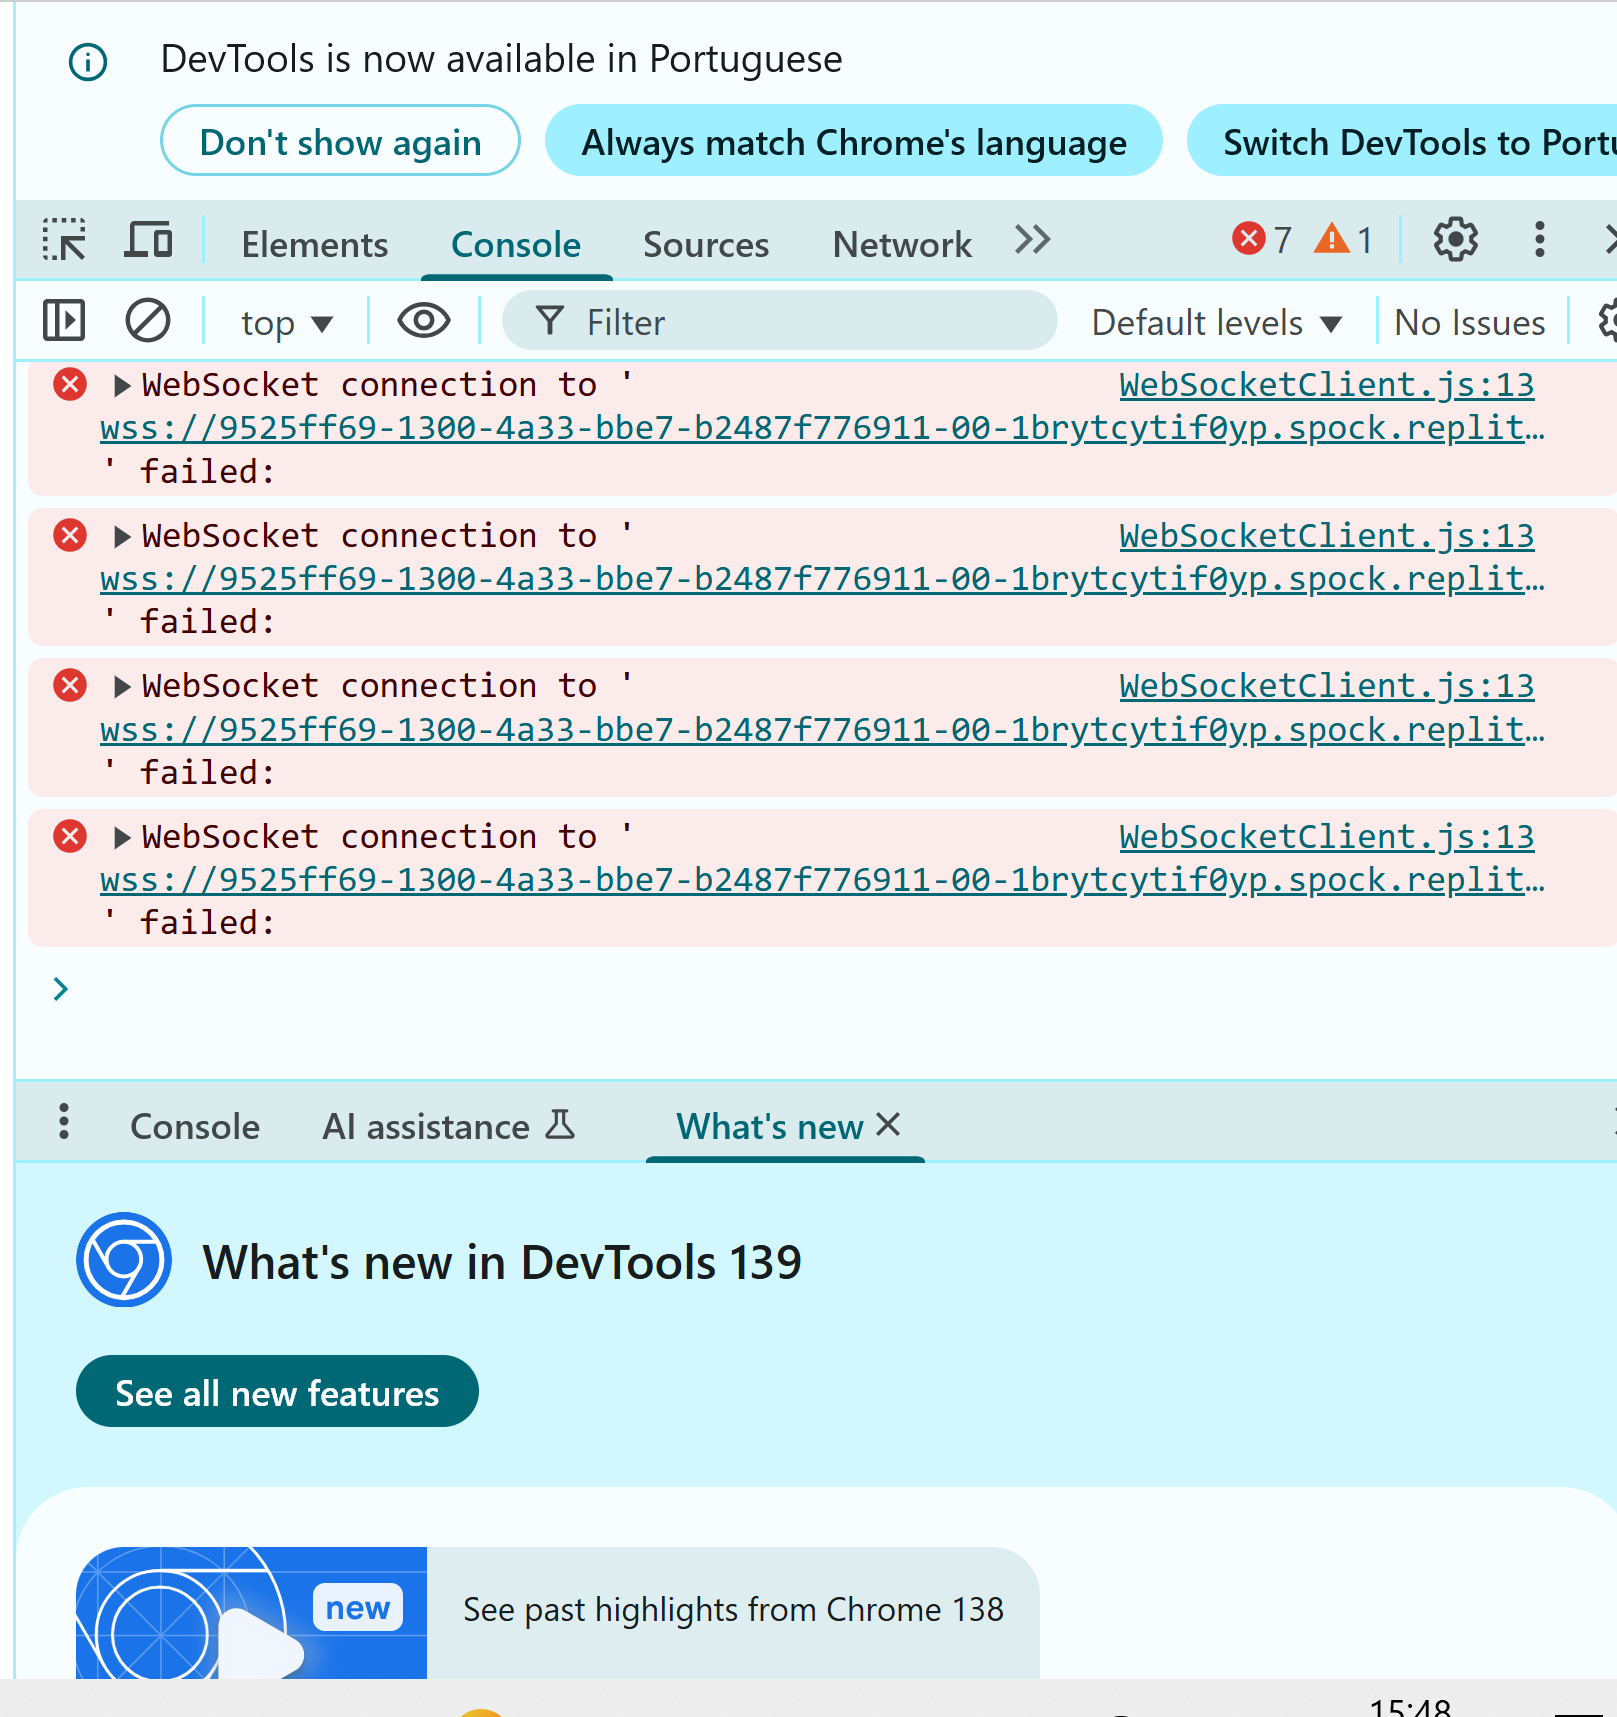 DevTools is now available in Portuguese
Don't show again Always match Chrome's language Switch DevTools to
Elements Console Sources Network 7 1
top Filter Default levels No Issues
WebSocket connection to ' WebSocketClient.js:13
wss://9525ff69-1300-4a33-bbe7-b2487f776911-00-1brytcytif0yp.spock.replit…
' failed:
WebSocket connection to ' WebSocketClient.js:13
wss://9525ff69-1300-4a33-bbe7-b2487f776911-00-1brytcytif0yp.spock.replit…
' failed:
WebSocket connection to ' WebSocketClient.js:13
wss://9525ff69-1300-4a33-bbe7-b2487f776911-00-1brytcytif0yp.spock.replit…
' failed:
WebSocket connection to ' WebSocketClient.js:13
wss://9525ff69-1300-4a33-bbe7-b2487f776911-00-1brytcytif0yp.spock.replit…
' failed:
Console AI assistance What's new
What's new in DevTools 139
See all new features
new
See past highlights from Chrome 138
15:48